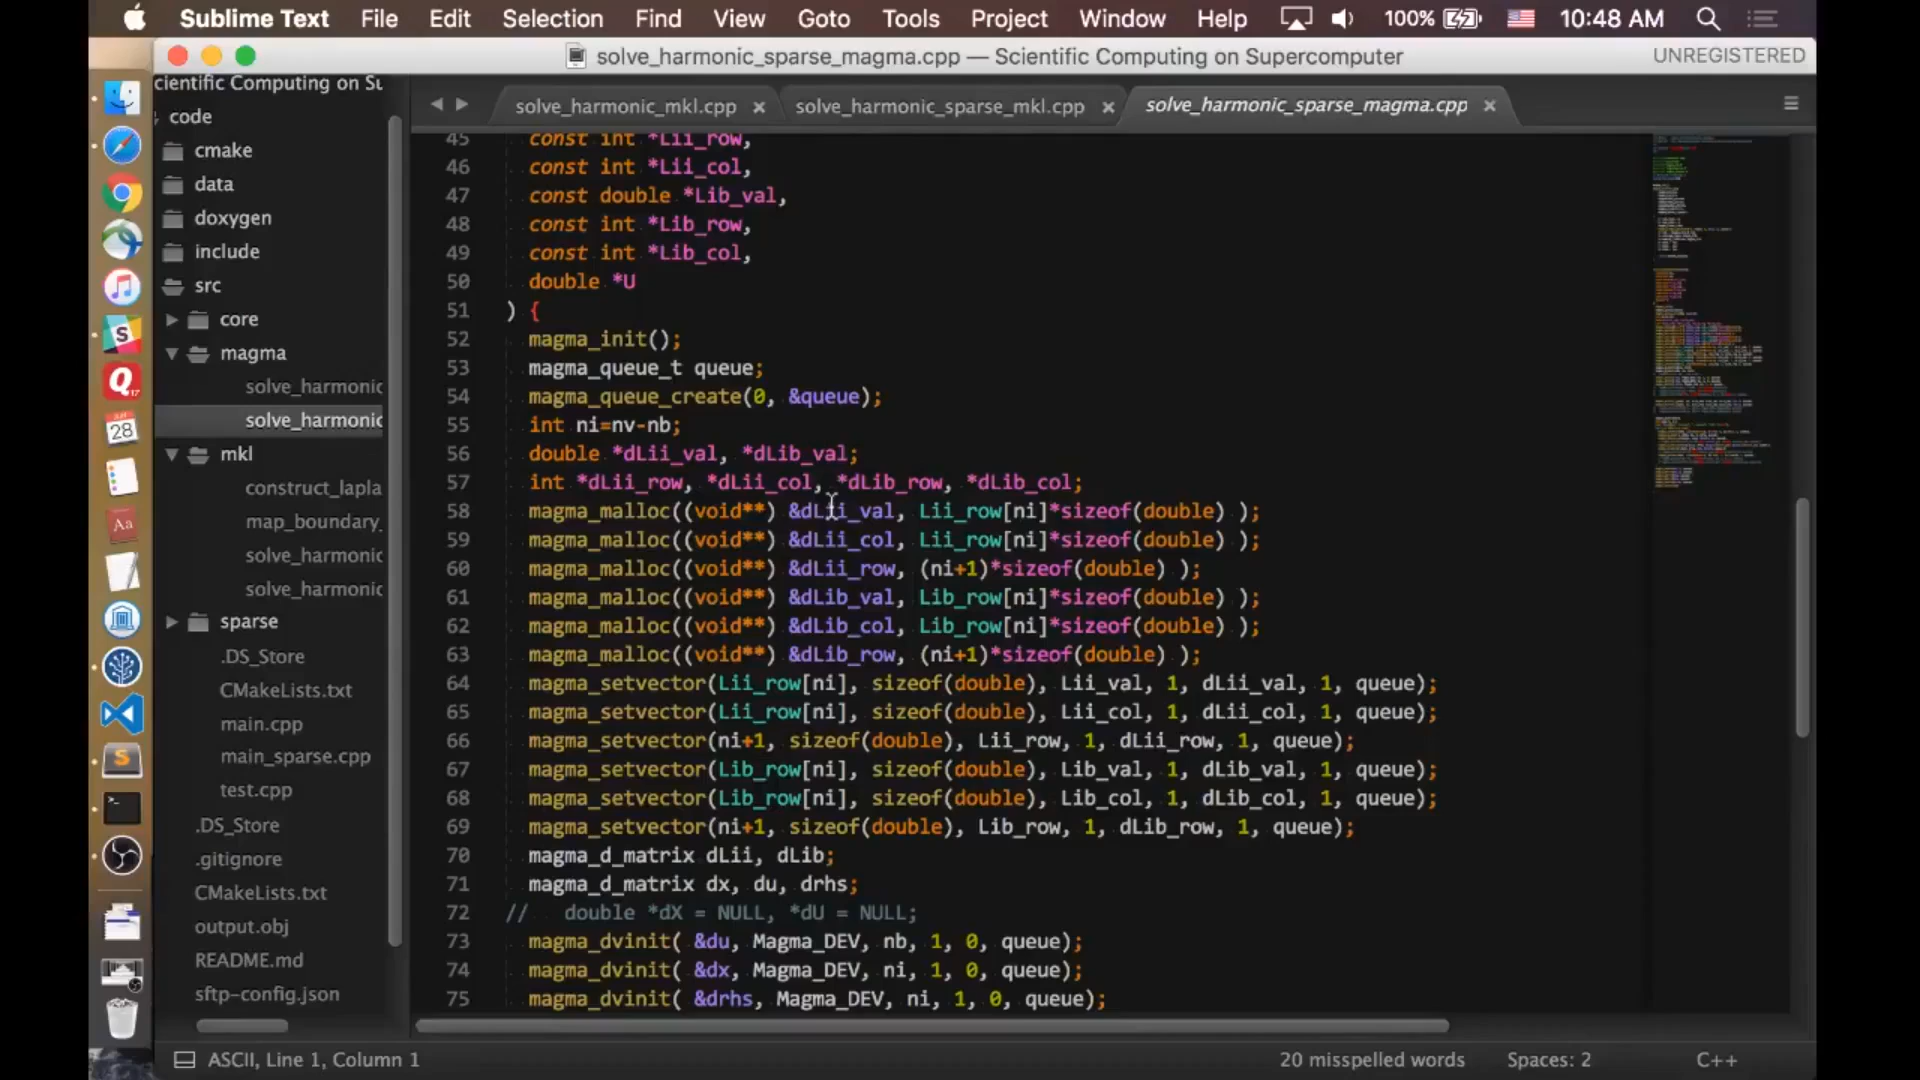 Sublime Text File Edit Selection Find View Goto Tools Project Window Help 100% 10:48 AM
solve_harmonic_sparse_magma.cpp — Scientific Computing on Supercomputer UNREGISTERED
cientific Computing on Su
code
cmake
data
doxygen
include
src
core
magma
solve_harmonic
solve_harmonic
mkl
construct_lapla
map_boundary_
solve_harmonic
solve_harmonic
sparse
.DS_Store
CMakeLists.txt
main.cpp
main_sparse.cpp
test.cpp
.DS_Store
.gitignore
CMakeLists.txt
output.obj
README.md
sftp-config.json
28
solve_harmonic_mkl.cpp × solve_harmonic_sparse_mkl.cpp × solve_harmonic_sparse_magma.cpp ×
45 const int *Lii_row,
46 const int *Lii_col,
47 const double *Lib_val,
48 const int *Lib_row,
49 const int *Lib_col,
50 double *U
51 ) {
52 magma_init();
53 magma_queue_t queue;
54 magma_queue_create(0, &queue);
55 int ni=nv-nb;
56 double *dLii_val, *dLib_val;
57 int *dLii_row, *dLii_col, *dLib_row, *dLib_col;
58 magma_malloc((void**) &dLii_val, Lii_row[ni]*sizeof(double) );
59 magma_malloc((void**) &dLii_col, Lii_row[ni]*sizeof(double) );
60 magma_malloc((void**) &dLii_row, (ni+1)*sizeof(double) );
61 magma_malloc((void**) &dLib_val, Lib_row[ni]*sizeof(double) );
62 magma_malloc((void**) &dLib_col, Lib_row[ni]*sizeof(double) );
63 magma_malloc((void**) &dLib_row, (ni+1)*sizeof(double) );
64 magma_setvector(Lii_row[ni], sizeof(double), Lii_val, 1, dLii_val, 1, queue);
65 magma_setvector(Lii_row[ni], sizeof(double), Lii_col, 1, dLii_col, 1, queue);
66 magma_setvector(ni+1, sizeof(double), Lii_row, 1, dLii_row, 1, queue);
67 magma_setvector(Lib_row[ni], sizeof(double), Lib_val, 1, dLib_val, 1, queue);
68 magma_setvector(Lib_row[ni], sizeof(double), Lib_col, 1, dLib_col, 1, queue);
69 magma_setvector(ni+1, sizeof(double), Lib_row, 1, dLib_row, 1, queue);
70 magma_d_matrix dLii, dLib;
71 magma_d_matrix dx, du, drhs;
72 // double *dX = NULL, *dU = NULL;
73 magma_dvinit( &du, Magma_DEV, nb, 1, 0, queue);
74 magma_dvinit( &dx, Magma_DEV, ni, 1, 0, queue);
75 magma_dvinit( &drhs, Magma_DEV, ni, 1, 0, queue);
ASCII, Line 1, Column 1 20 misspelled words Spaces: 2 C++